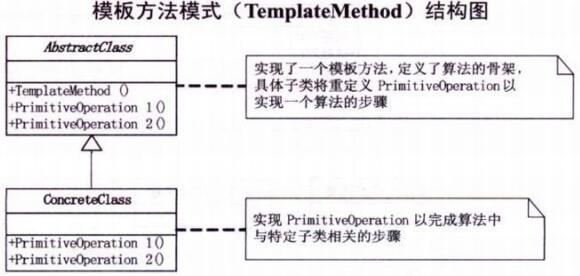 模板方法模式（TemplateMethod）结构图
AbstractClass
+TemplateMethod ()
+PrimitiveOperation 1()
+PrimitiveOperation 2()
实现了一个模板方法，定义了算法的骨架，
具体子类将重定义 PrimitiveOperation 以
实现一个算法的步骤
ConcreteClass
+PrimitiveOperation 1()
+PrimitiveOperation 2()
实现 PrimitiveOperation 以完成算法中
与特定子类相关的步骤